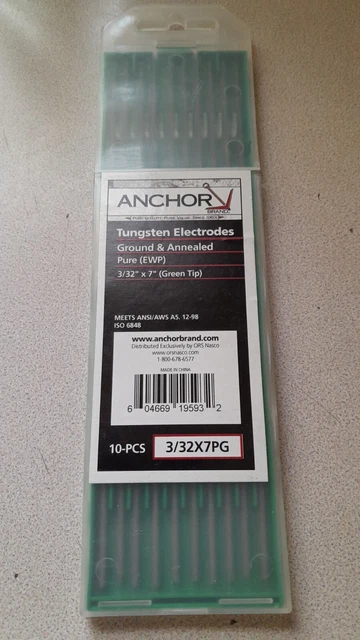 ANCHOR
BRAND
Tungsten Electrodes
Ground & Annealed
Pure (EWP)
3/32" x 7" (Green Tip)
MEETS ANSI/AWS A5. 12-98
ISO 6848
www.anchorbrand.com
Distributed Exclusively by ORS Nasco
www.orsnasco.com
1-800-678-6577
MADE IN CHINA
6 04669 19593 2
10-PCS 3/32X7PG